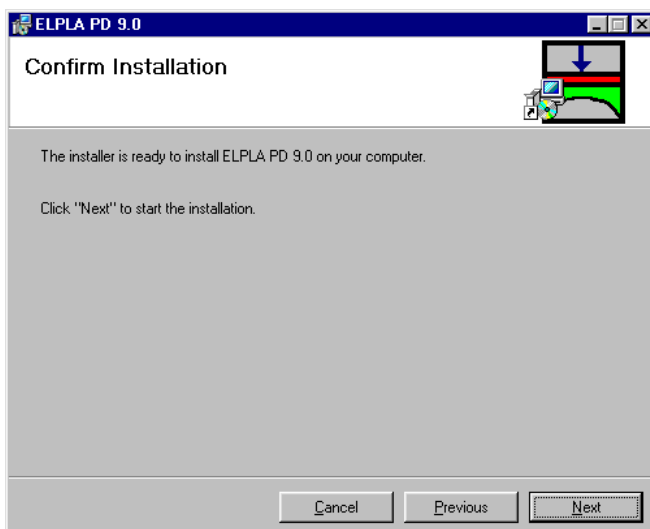 ELPLA PD 9.0
Confirm Installation
The installer is ready to install ELPLA PD 9.0 on your computer.
Click "Next" to start the installation.
Cancel
Previous
Next